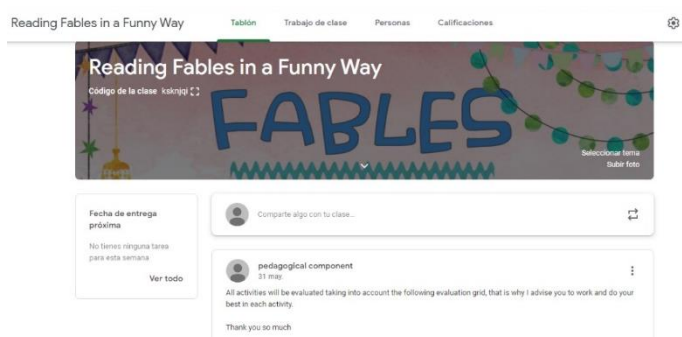 Reading Fables in a Funny Way
Tablón Trabajo de clase Personas Calificaciones
Reading Fables in a Funny Way
Código de la clase ksknjqi
FABLES
Seleccionar tema
Subir foto
Fecha de entrega
próxima
No tienes ninguna tarea
para esta semana
Ver todo
Comparte algo con tu clase...
pedagogical component
31 may.
All activities will be evaluated taking into account the following evaluation grid, that is why I advise you to work and do your
best in each activity.
Thank you so much